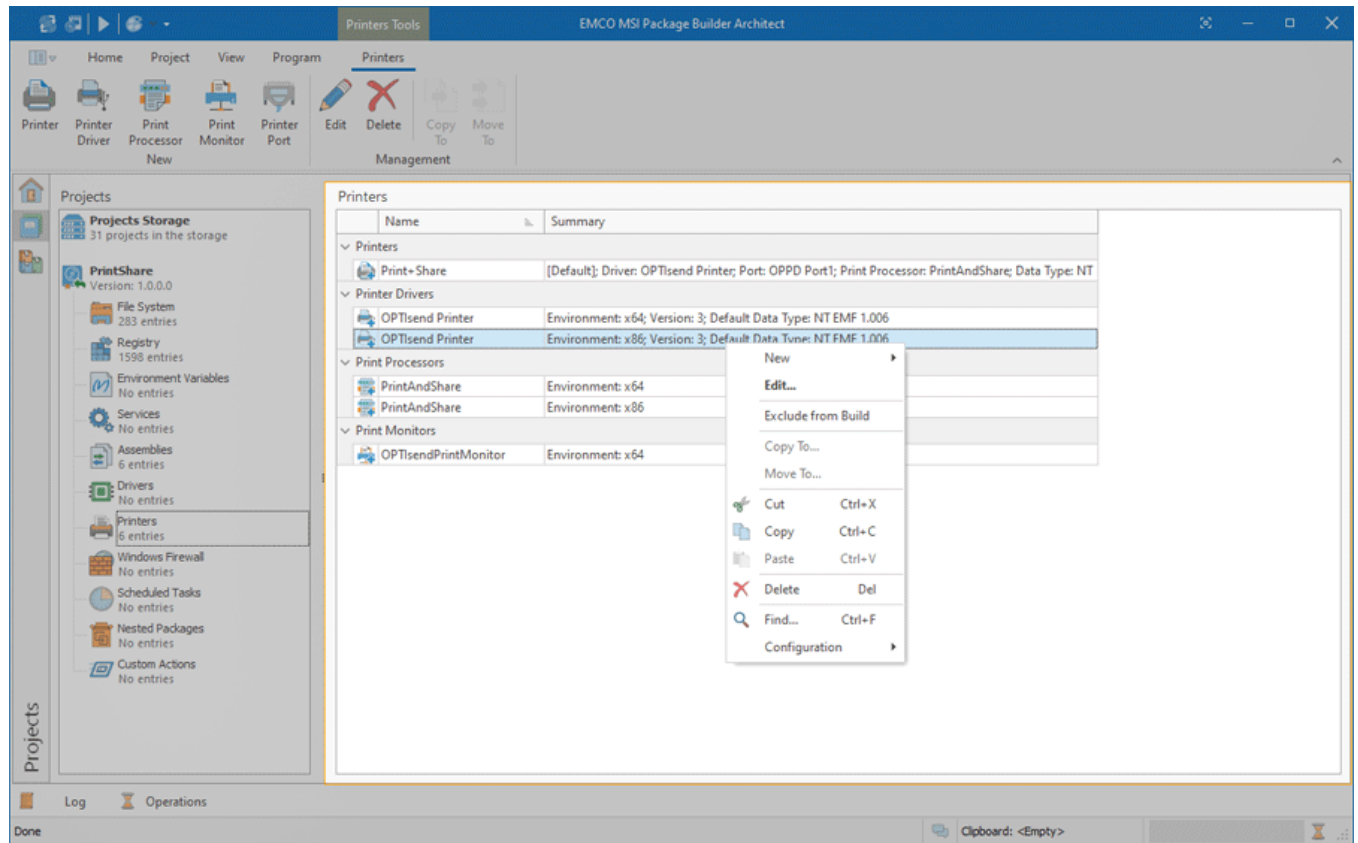 Printers Tools
EMCO MSI Package Builder Architect
Home Project View Program Printers
Printer
Printer Driver
Print Processor
Print Monitor
Printer Port
Edit
Delete
Copy To
Move To
New
Management
Projects
Projects Storage
31 projects in the storage
PrintShare
Version: 1.0.0.0
File System
283 entries
Registry
1598 entries
Environment Variables
No entries
Services
No entries
Assemblies
6 entries
Drivers
No entries
Printers
6 entries
Windows Firewall
No entries
Scheduled Tasks
No entries
Nested Packages
No entries
Custom Actions
No entries
Projects
Printers
Name Summary
Printers
Print+Share [Default]; Driver: OPTIsend Printer; Port: OPPD Port1; Print Processor: PrintAndShare; Data Type: NT
Printer Drivers
OPTIsend Printer Environment: x64; Version: 3; Default Data Type: NT EMF 1.006
OPTIsend Printer Environment: x86; Version: 3; Default Data Type: NT EMF 1.006
Print Processors
PrintAndShare Environment: x64
PrintAndShare Environment: x86
Print Monitors
OPTIsendPrintMonitor Environment: x64
New
Edit...
Exclude from Build
Copy To...
Move To...
Cut Ctrl+X
Copy Ctrl+C
Paste Ctrl+V
Delete Del
Find... Ctrl+F
Configuration
Log Operations
Done
Clipboard: <Empty>